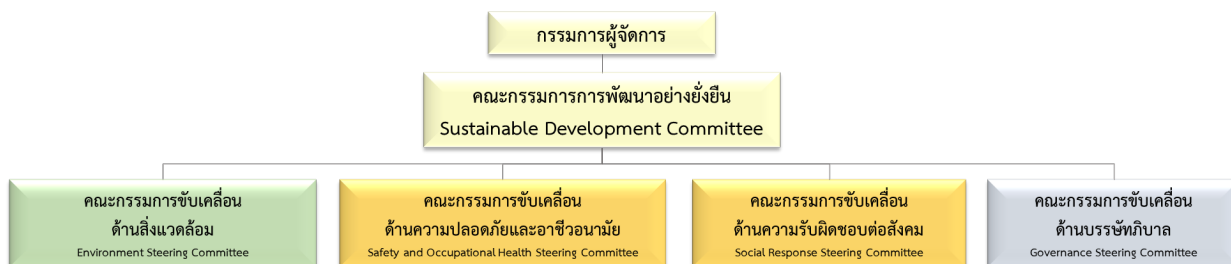 กรรมการผู้จัดการ
คณะกรรมการการพัฒนาอย่างยั่งยืน
Sustainable Development Committee
คณะกรรมการขับเคลื่อน
ด้านสิ่งแวดล้อม
Environment Steering Committee
คณะกรรมการขับเคลื่อน
ด้านความปลอดภัยและอาชีวอนามัย
Safety and Occupational Health Steering Committee
คณะกรรมการขับเคลื่อน
ด้านความรับผิดชอบต่อสังคม
Social Response Steering Committee
คณะกรรมการขับเคลื่อน
ด้านบรรษัทภิบาล
Governance Steering Committee